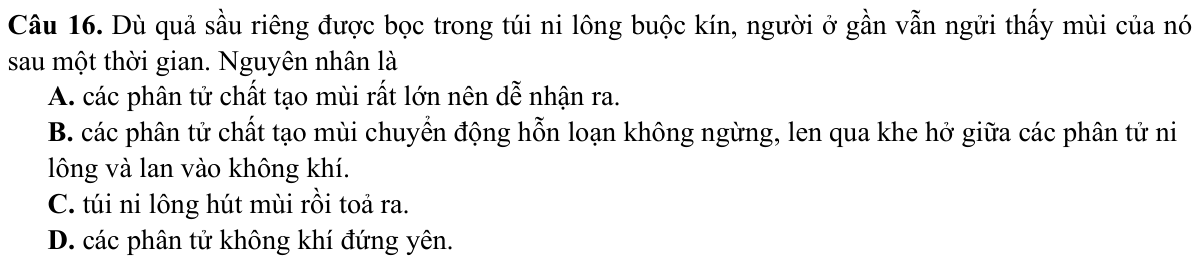 Câu 16. Dù quả sầu riêng được bọc trong túi ni lông buộc kín, người ở gần vẫn ngửi thấy mùi của nó
sau một thời gian. Nguyên nhân là
A. các phân tử chất tạo mùi rất lớn nên dễ nhận ra.
B. các phân tử chất tạo mùi chuyển động hỗn loạn không ngừng, len qua khe hở giữa các phân tử ni
lông và lan vào không khí.
C. túi ni lông hút mùi rồi toả ra.
D. các phân tử không khí đứng yên.